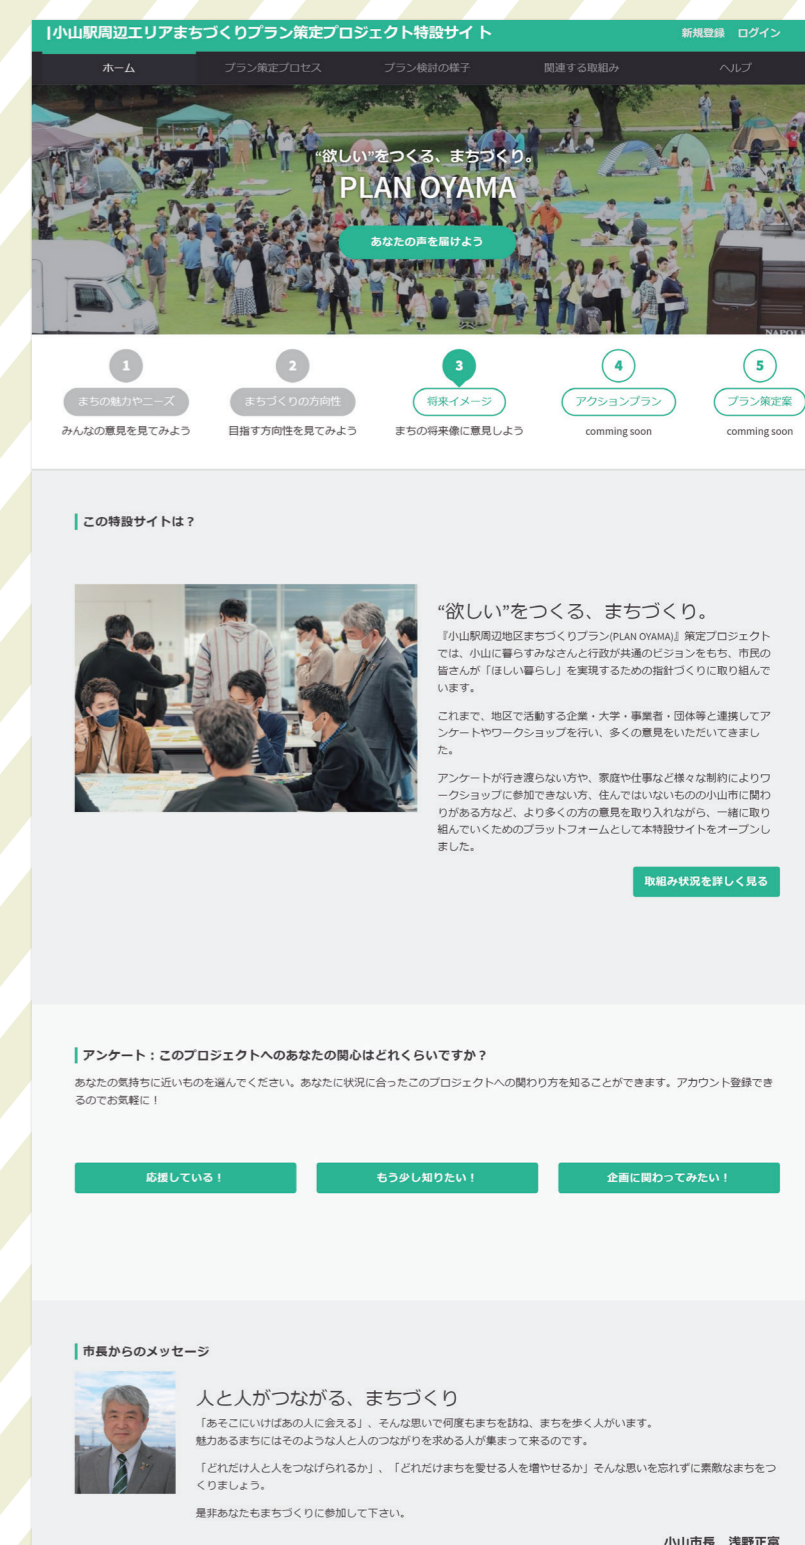 小山駅周辺エリアまちづくりプラン策定プロジェクト特設サイト
新規登録 ログイン
ホーム プラン策定プロセス プラン検討の様子 関連する取組み ヘルプ
“欲しい”をつくる、まちづくり。
PLAN OYAMA
あなたの声を届けよう
NAPOLI
1 2 3 4 5
まちの魅力やニーズ まちづくりの方向性 将来イメージ アクションプラン プラン策定案
みんなの意見を見てみよう 目指す方向性を見てみよう まちの将来像に意見しよう comming soon comming soon
この特設サイトは？
“欲しい”をつくる、まちづくり。
『小山駅周辺地区まちづくりプラン(PLAN OYAMA)』策定プロジェクト
では、小山に暮らすみなさんと行政が共通のビジョンをもち、市民の
皆さんが「ほしい暮らし」を実現するための指針づくりに取り組んで
います。
これまで、地区で活動する企業・大学・事業者・団体等と連携してア
ンケートやワークショップを行い、多くの意見をいただいてきまし
た。
アンケートが行き渡らない方や、家庭や仕事など様々な制約によりワ
ークショップに参加できない方、住んではいないものの小山市に関わ
りがある方など、より多くの方の意見を取り入れながら、一緒に取り
組んでいくためのプラットフォームとして本特設サイトをオープンし
ました。
取組み状況を詳しく見る
アンケート：このプロジェクトへのあなたの関心はどれくらいですか？
あなたの気持ちに近いものを選んでください。あなたに状況に合ったこのプロジェクトへの関わり方を知ることができます。アカウント登録でき
るのでお気軽に！
応援している！ もう少し知りたい！ 企画に関わってみたい！
市長からのメッセージ
人と人がつながる、まちづくり
「あそこにいけばあの人に会える」、そんな思いで何度もまちを訪ね、まちを歩く人がいます。
魅力あるまちにはそのような人と人のつながりを求める人が集まって来るのです。
「どれだけ人と人をつなげられるか」、「どれだけまちを愛せる人を増やせるか」そんな思いを忘れずに素敵なまちをつ
くりましょう。
是非あなたもまちづくりに参加して下さい。
小山市長 浅野正富